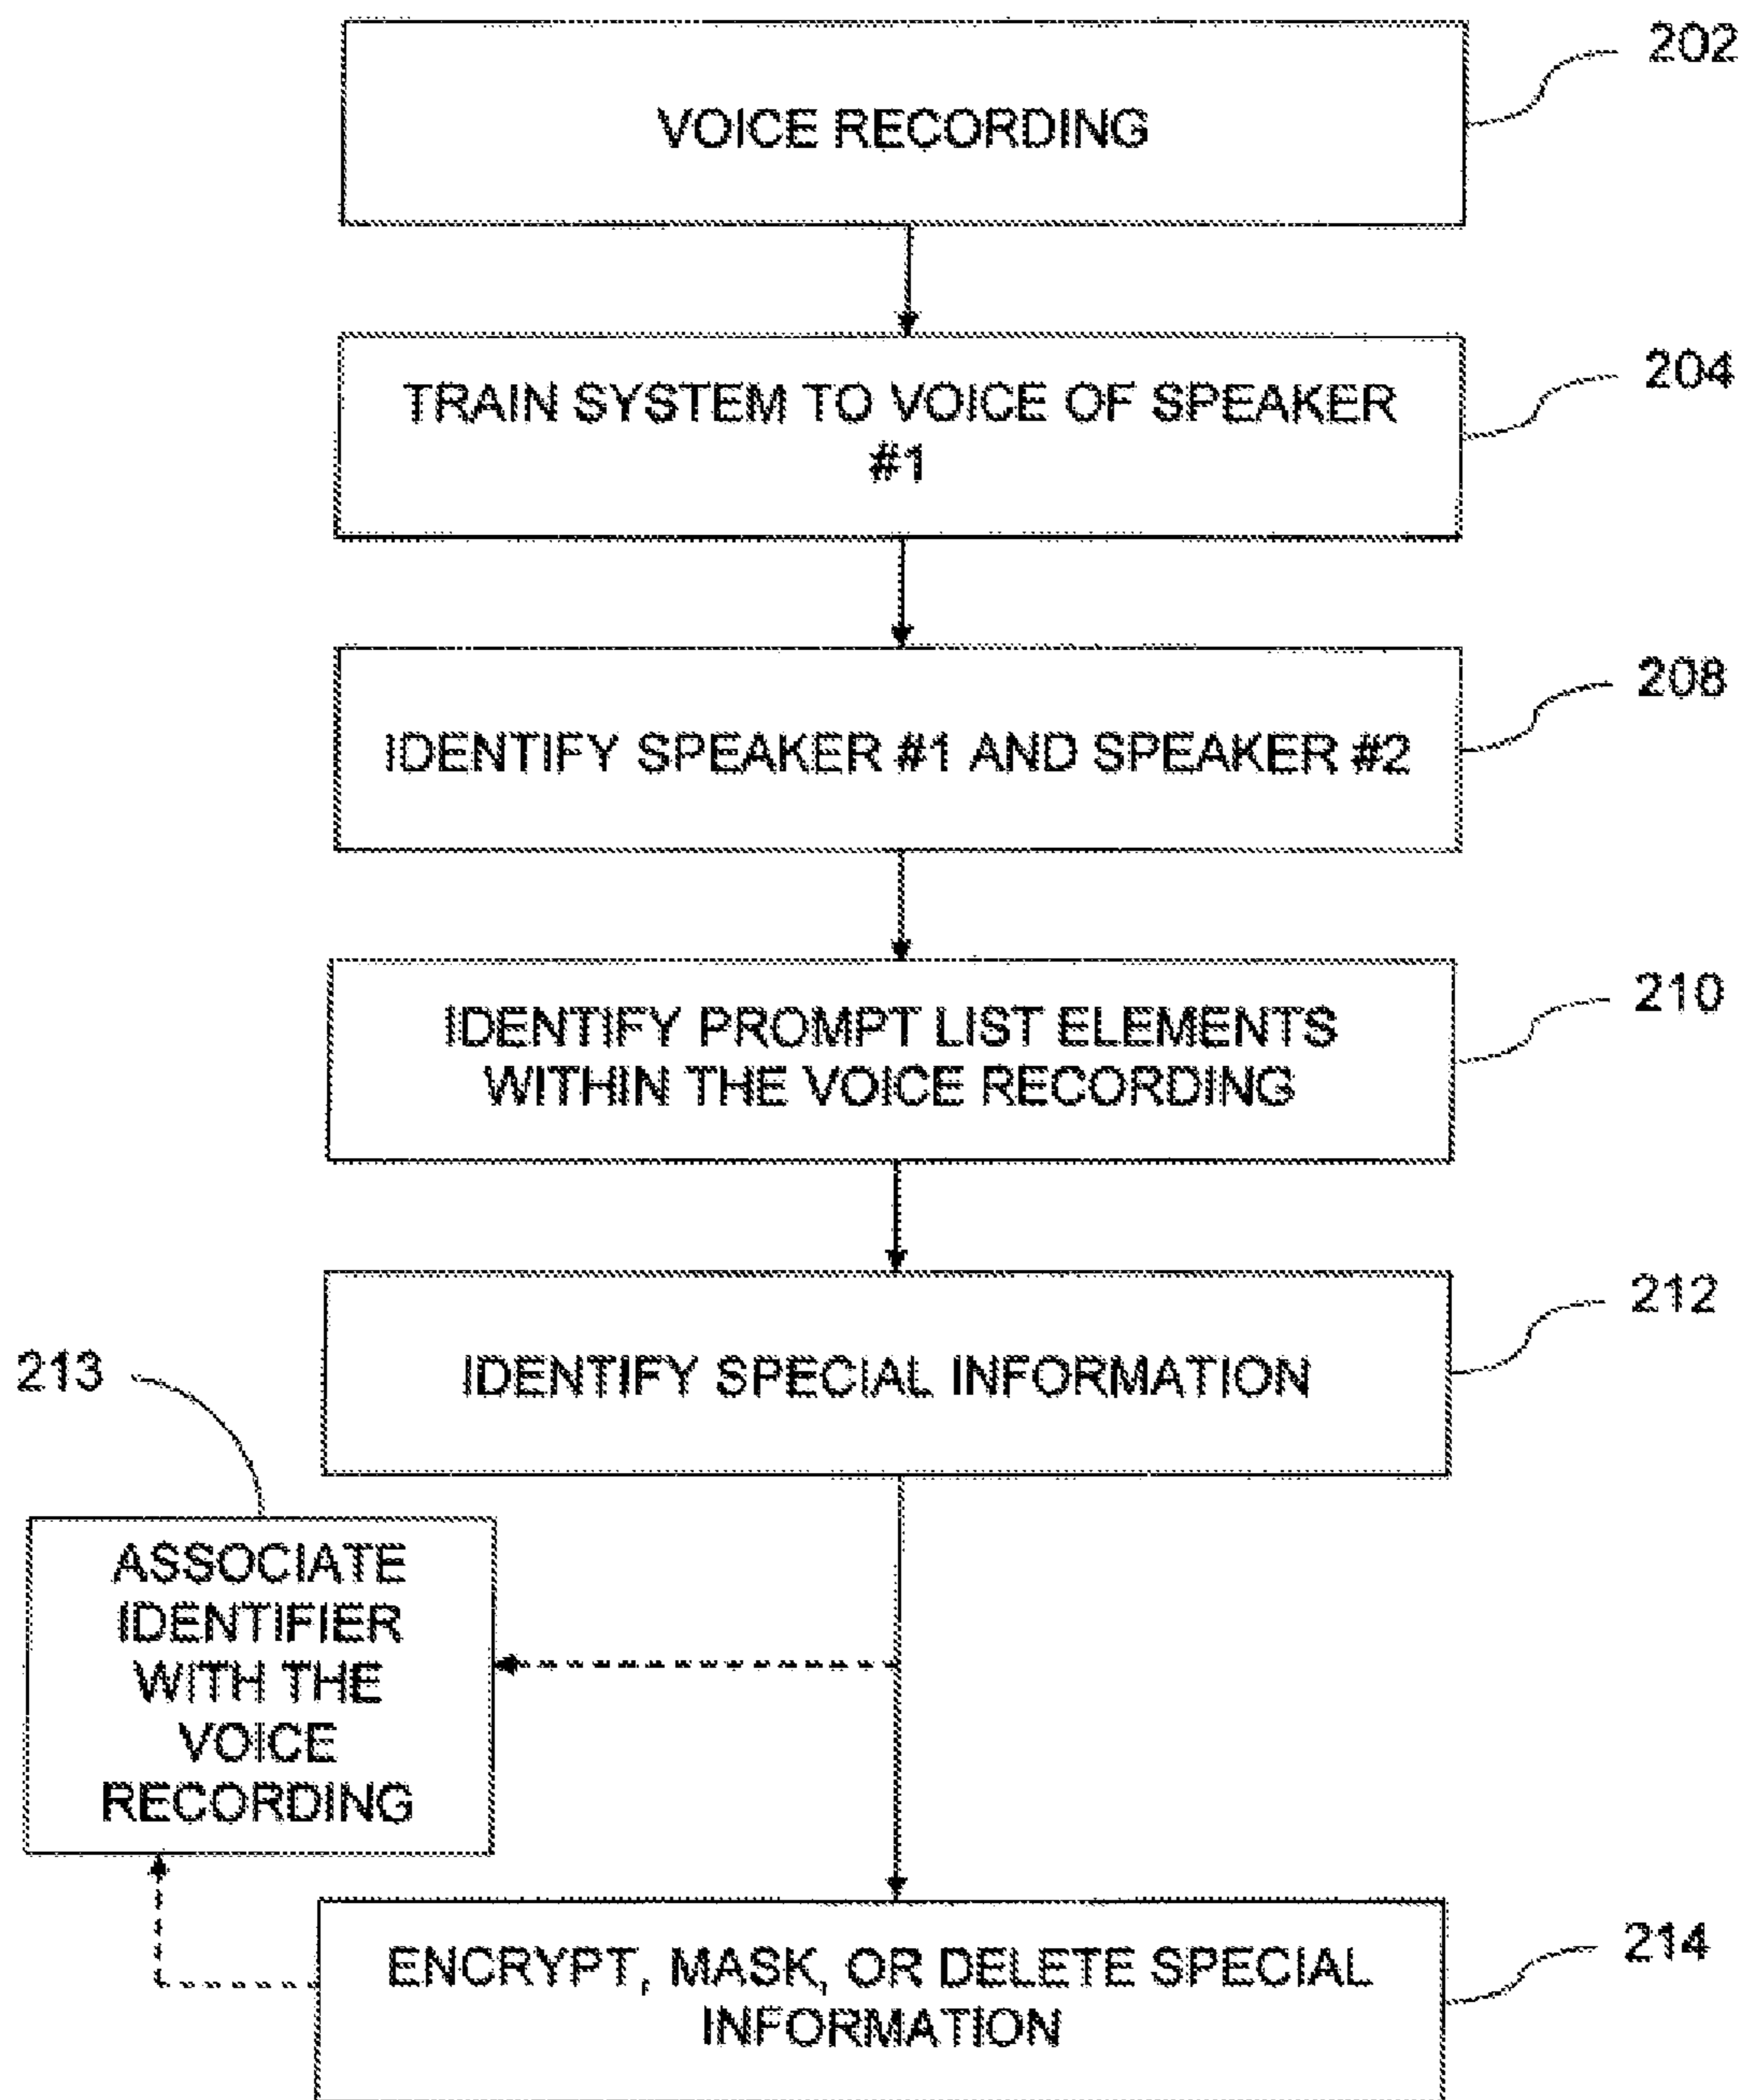 VOICE RECORDING
202
TRAIN SYSTEM TO VOICE OF SPEAKER
#1
204
IDENTIFY SPEAKER #1 AND SPEAKER #2
208
IDENTIFY PROMPT LIST ELEMENTS
WITHIN THE VOICE RECORDING
210
IDENTIFY SPECIAL INFORMATION
212
213
ASSOCIATE
IDENTIFIER
WITH THE
VOICE
RECORDING
ENCRYPT, MASK, OR DELETE SPECIAL
INFORMATION
214